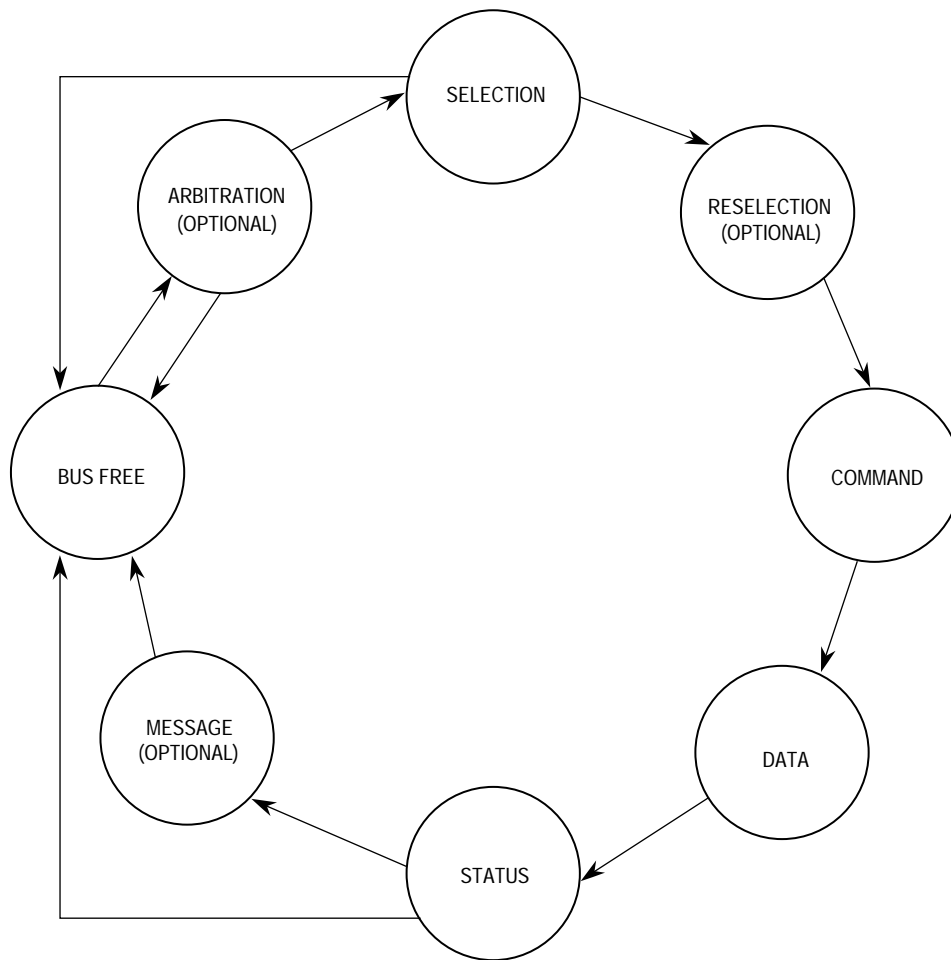 SELECTION
ARBITRATION
(OPTIONAL)
RESELECTION
(OPTIONAL)
BUS FREE
COMMAND
MESSAGE
(OPTIONAL)
DATA
STATUS